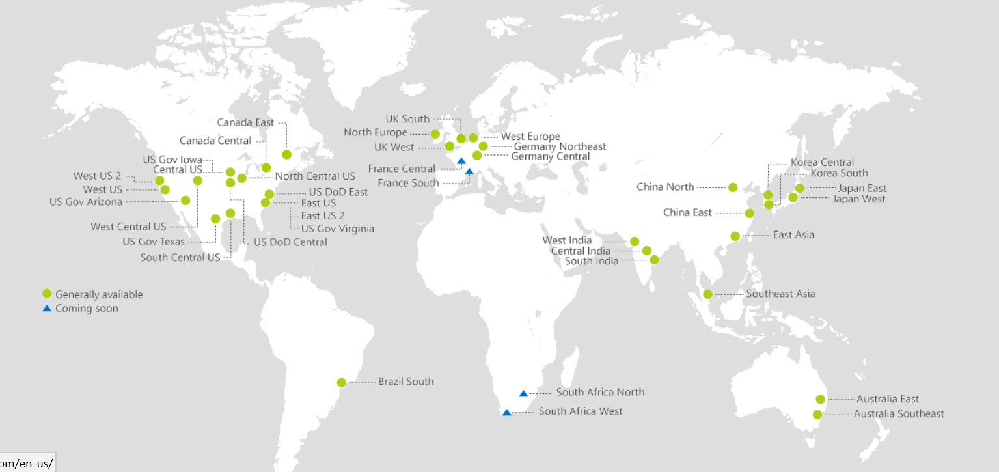 Canada East
Canada Central
US Gov Iowa
Central US
West US 2
North Central US
West US
US DoD East
US Gov Arizona
East US
East US 2
West Central US
US Gov Virginia
US Gov Texas
US DoD Central
South Central US
Generally available
Coming soon
Brazil South
UK South
North Europe
West Europe
UK West
Germany Northeast
Germany Central
France Central
France South
South Africa North
South Africa West
Korea Central
Korea South
China North
Japan East
Japan West
China East
East Asia
West India
Central India
South India
Southeast Asia
Australia East
Australia Southeast
om/en-us/